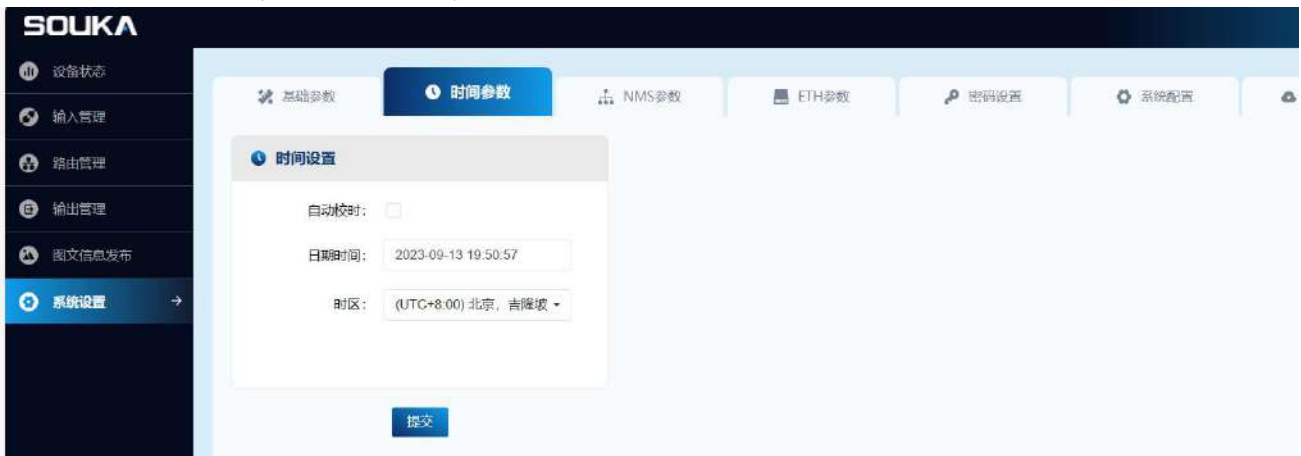 SOUKA
设备状态
输入管理
路由管理
输出管理
图文信息发布
系统设置
基础参数
时间参数
NMS参数
ETH参数
密码设置
系统配置
时间设置
自动校时：
日期时间： 2023-09-13 19:50:57
时区： (UTC+8:00) 北京，吉隆坡
提交